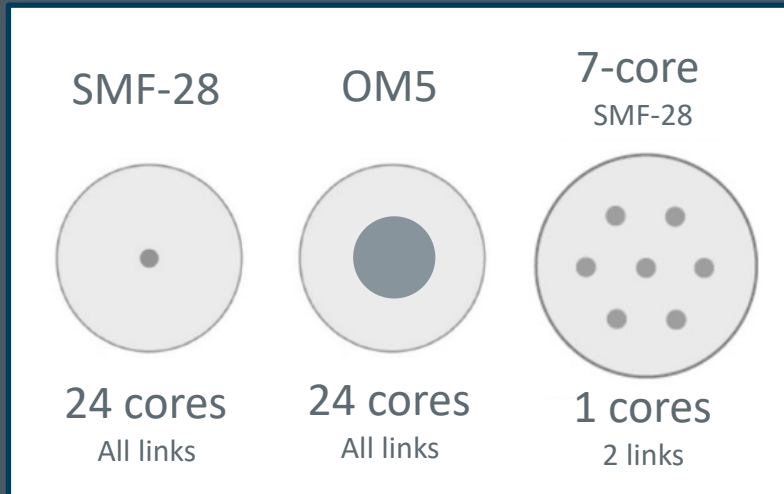 SMF-28
24 cores
All links
OM5
24 cores
All links
7-core
SMF-28
1 cores
2 links